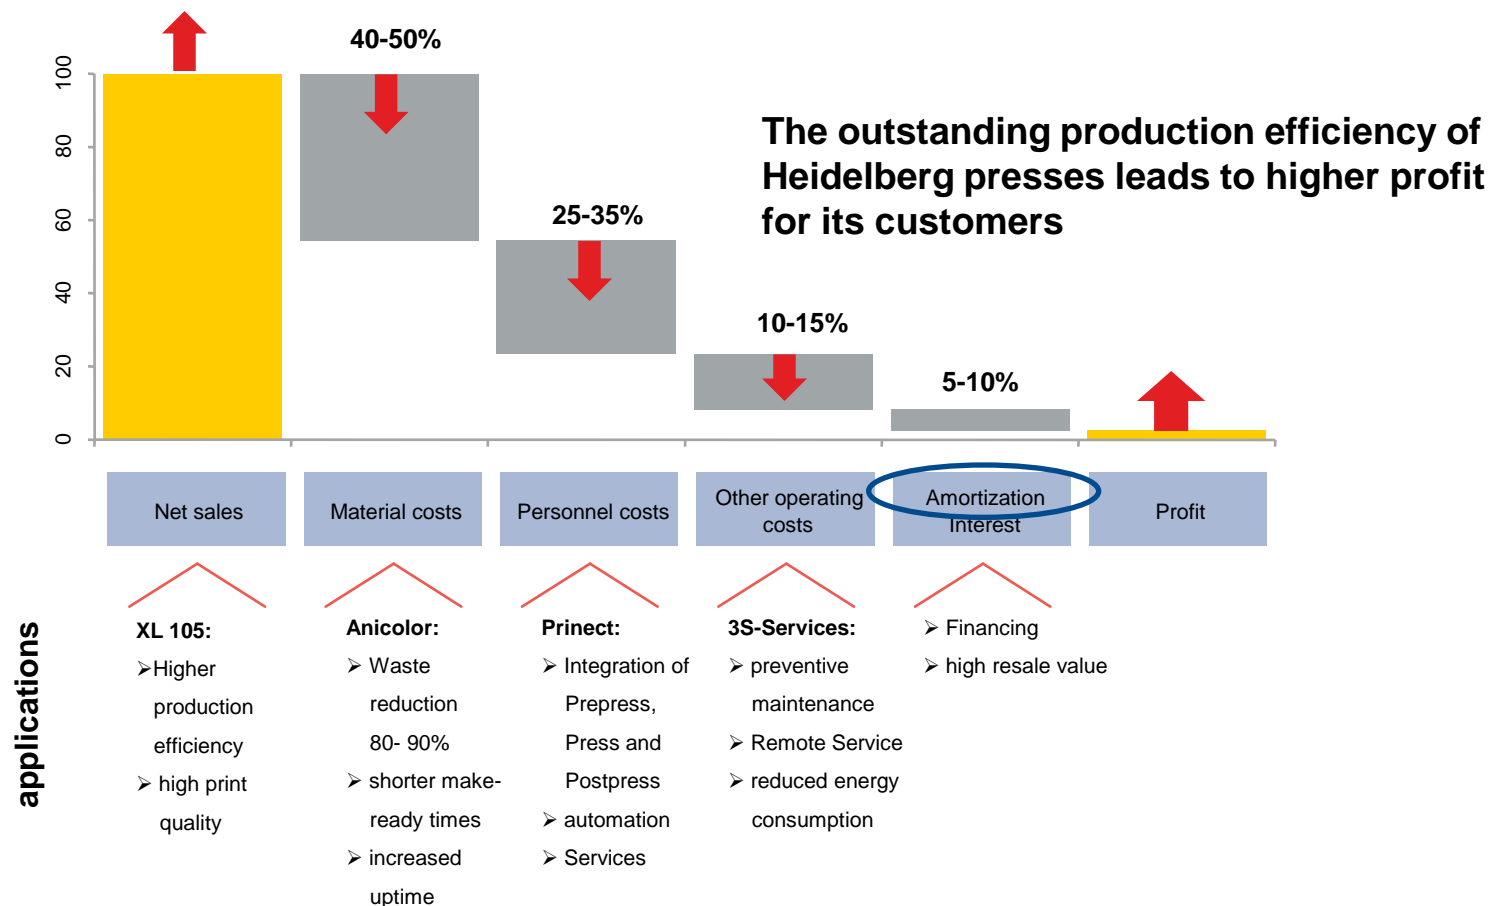 40-50%
The outstanding production efficiency of
Heidelberg presses leads to higher profit
for its customers
25-35%
10-15%
5-10%
100
80
60
40
20
0
Net sales
Material costs
Personnel costs
Other operating
costs
Amortization
Interest
Profit
applications
XL 105:
➢Higher
production
efficiency
➢ high print
quality
Anicolor:
➢ Waste
reduction
80- 90%
➢ shorter make-
ready times
➢ increased
uptime
Prinect:
➢ Integration of
Prepress,
Press and
Postpress
➢ automation
➢ Services
3S-Services:
➢ preventive
maintenance
➢ Remote Service
➢ reduced energy
consumption
➢ Financing
➢ high resale value